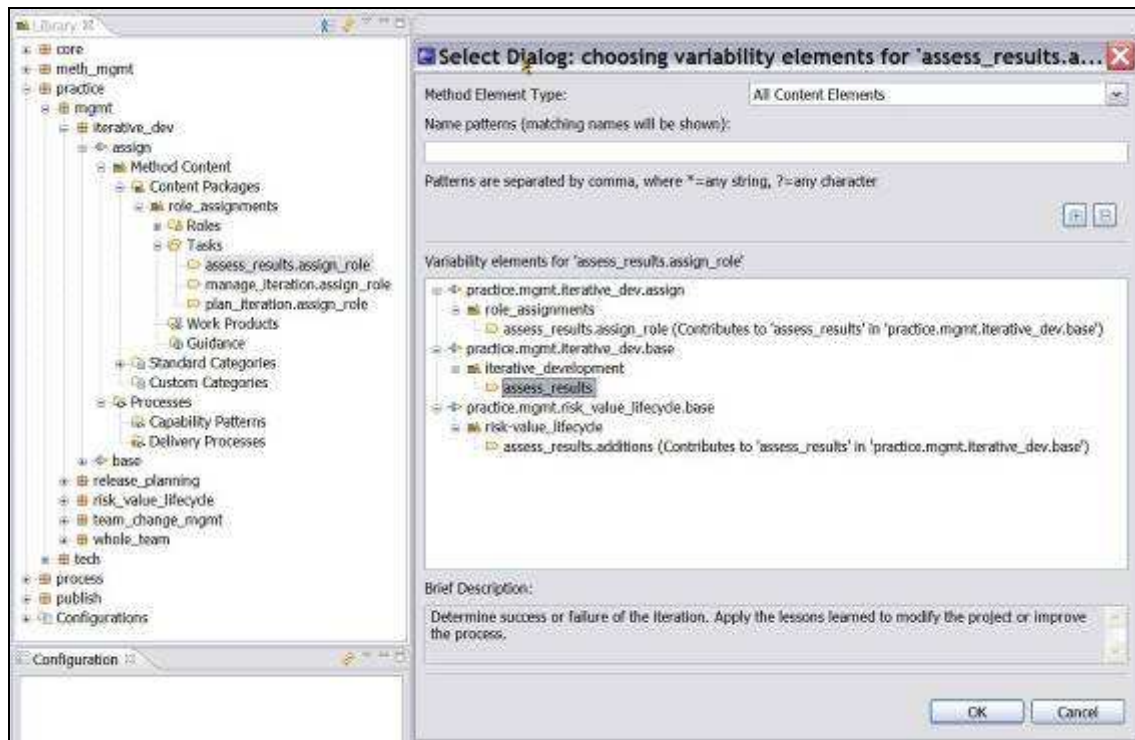 Library
core
meth_mgmt
practice
mgmt
iterative_dev
assign
Method Content
Content Packages
role_assignments
Roles
Tasks
assess_results.assign_role
manage_iteration.assign_role
plan_iteration.assign_role
Work Products
Guidance
Standard Categories
Custom Categories
Processes
Capability Patterns
Delivery Processes
base
release_planning
risk_value_lifecycle
team_change_mgmt
whole_team
tech
process
publish
Configurations
Configuration
Select Dialog: choosing variability elements for 'assess_results.a...
Method Element Type: All Content Elements
Name patterns (matching names will be shown):
Patterns are separated by comma, where *=any string, ?=any character
Variability elements for 'assess_results.assign_role'
practice.mgmt.iterative_dev.assign
role_assignments
assess_results.assign_role (Contributes to 'assess_results' in 'practice.mgmt.iterative_dev.base')
practice.mgmt.iterative_dev.base
iterative_development
assess_results
practice.mgmt.risk_value_lifecycle.base
risk-value_lifecycle
assess_results.additions (Contributes to 'assess_results' in 'practice.mgmt.iterative_dev.base')
Brief Description:
Determine success or failure of the iteration. Apply the lessons learned to modify the project or improve
the process.
OK Cancel